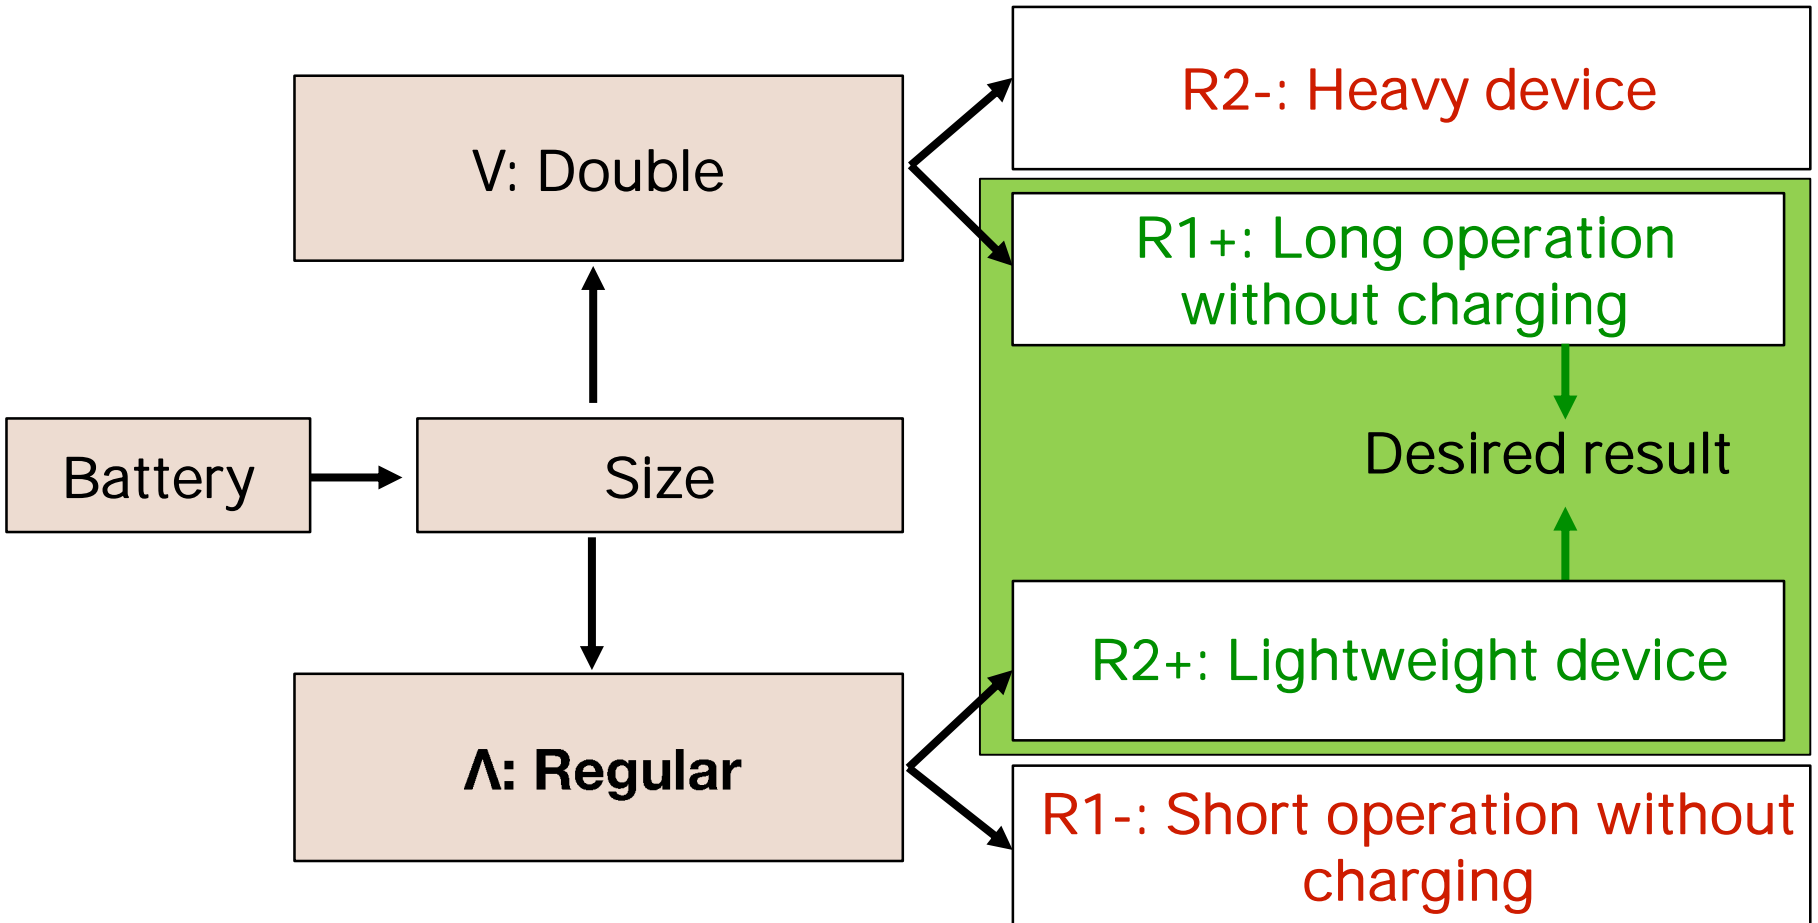 R2-: Heavy device
V: Double
R1+: Long operation
without charging
Battery
Size
Desired result
R2+: Lightweight device
Λ: Regular
R1-: Short operation without
charging